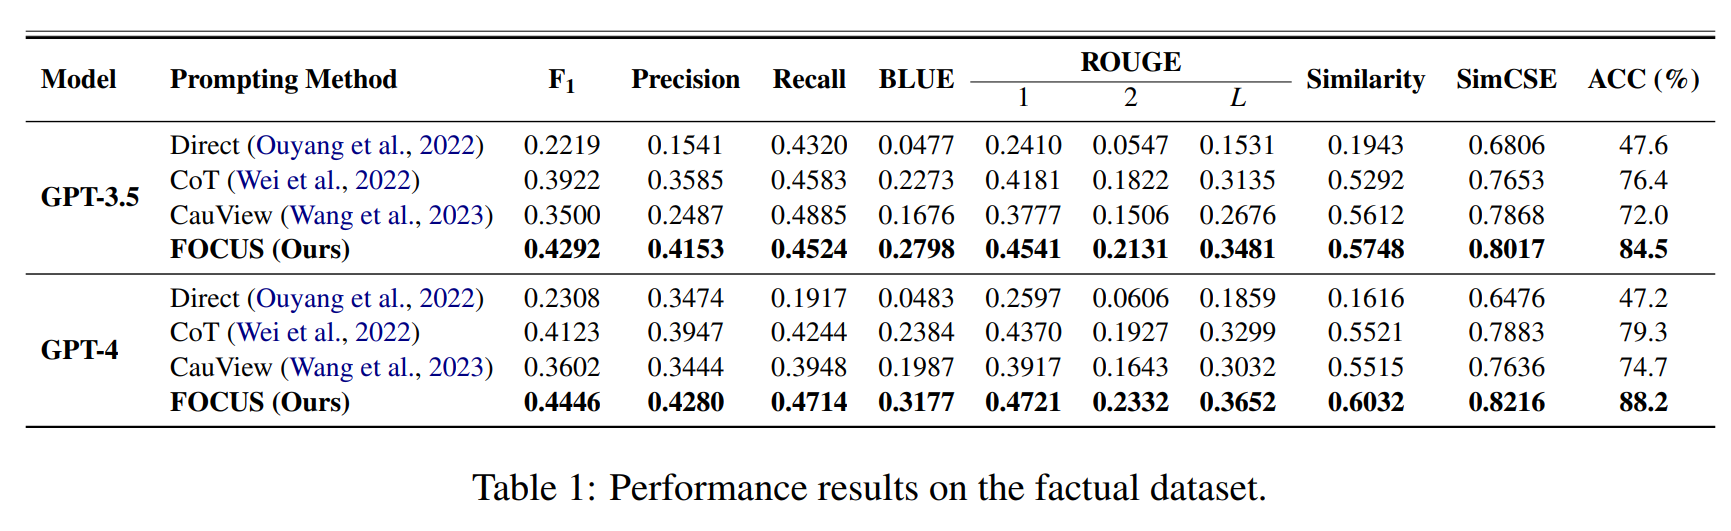 Model Prompting Method F1 Precision Recall BLUE ROUGE Similarity SimCSE ACC (%)
1 2 L
GPT-3.5
Direct (Ouyang et al., 2022) 0.2219 0.1541 0.4320 0.0477 0.2410 0.0547 0.1531 0.1943 0.6806 47.6
CoT (Wei et al., 2022) 0.3922 0.3585 0.4583 0.2273 0.4181 0.1822 0.3135 0.5292 0.7653 76.4
CauView (Wang et al., 2023) 0.3500 0.2487 0.4885 0.1676 0.3777 0.1506 0.2676 0.5612 0.7868 72.0
FOCUS (Ours) 0.4292 0.4153 0.4524 0.2798 0.4541 0.2131 0.3481 0.5748 0.8017 84.5
GPT-4
Direct (Ouyang et al., 2022) 0.2308 0.3474 0.1917 0.0483 0.2597 0.0606 0.1859 0.1616 0.6476 47.2
CoT (Wei et al., 2022) 0.4123 0.3947 0.4244 0.2384 0.4370 0.1927 0.3299 0.5521 0.7883 79.3
CauView (Wang et al., 2023) 0.3602 0.3444 0.3948 0.1987 0.3917 0.1643 0.3032 0.5515 0.7636 74.7
FOCUS (Ours) 0.4446 0.4280 0.4714 0.3177 0.4721 0.2332 0.3652 0.6032 0.8216 88.2
Table 1: Performance results on the factual dataset.